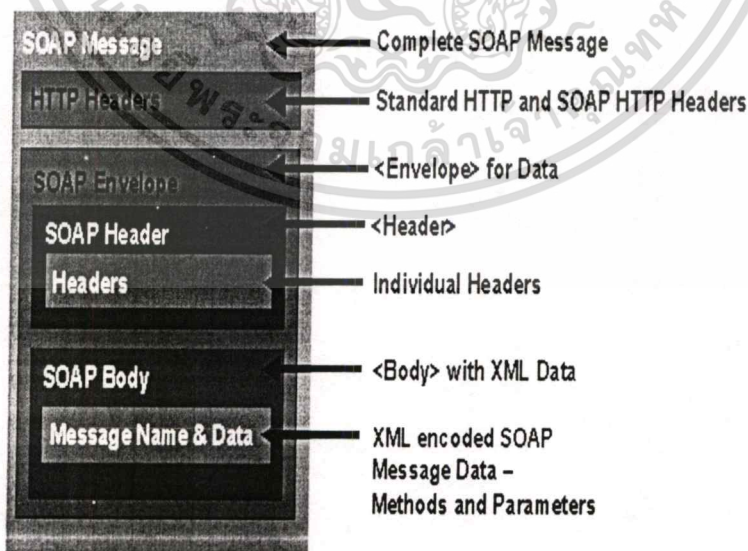 SOAP Message
Complete SOAP Message
HTTP Headers
Standard HTTP and SOAP HTTP Headers
SOAP Envelope
<Envelope> for Data
SOAP Header
<Header>
Headers
Individual Headers
SOAP Body
<Body> with XML Data
Message Name & Data
XML encoded SOAP
Message Data –
Methods and Parameters